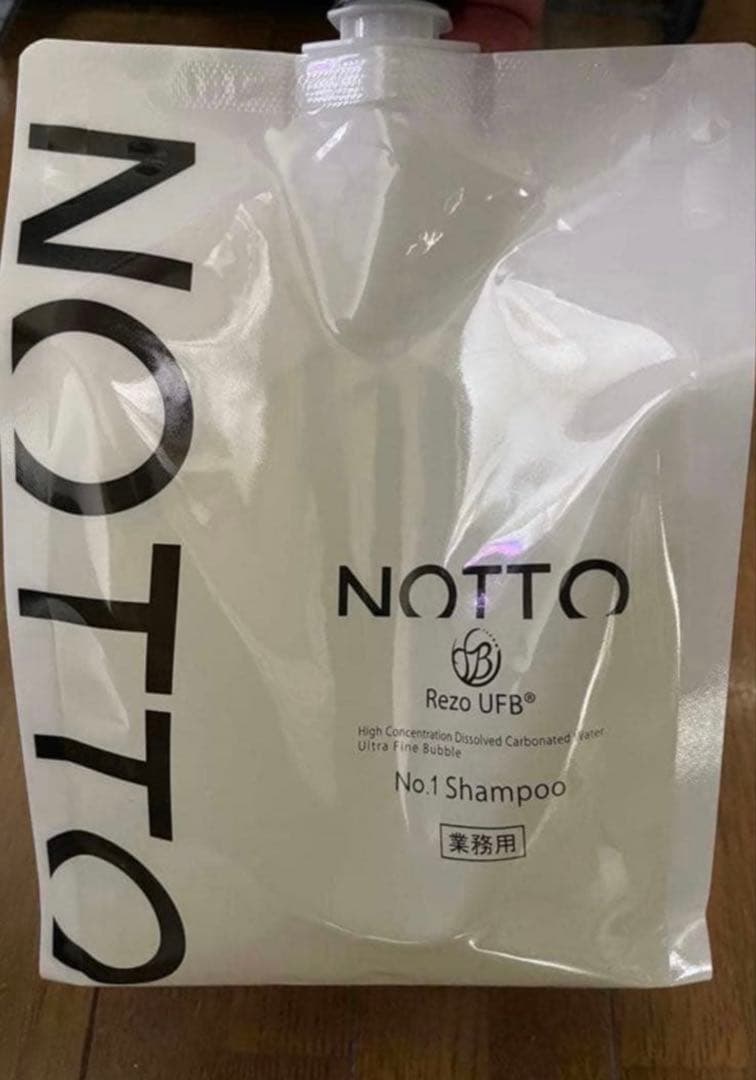 NOTTO
NOTTO
Rezo UFB®
High Concentration Dissolved Carbonated Water
Ultra Fine Bubble
No.1 Shampoo
業務用